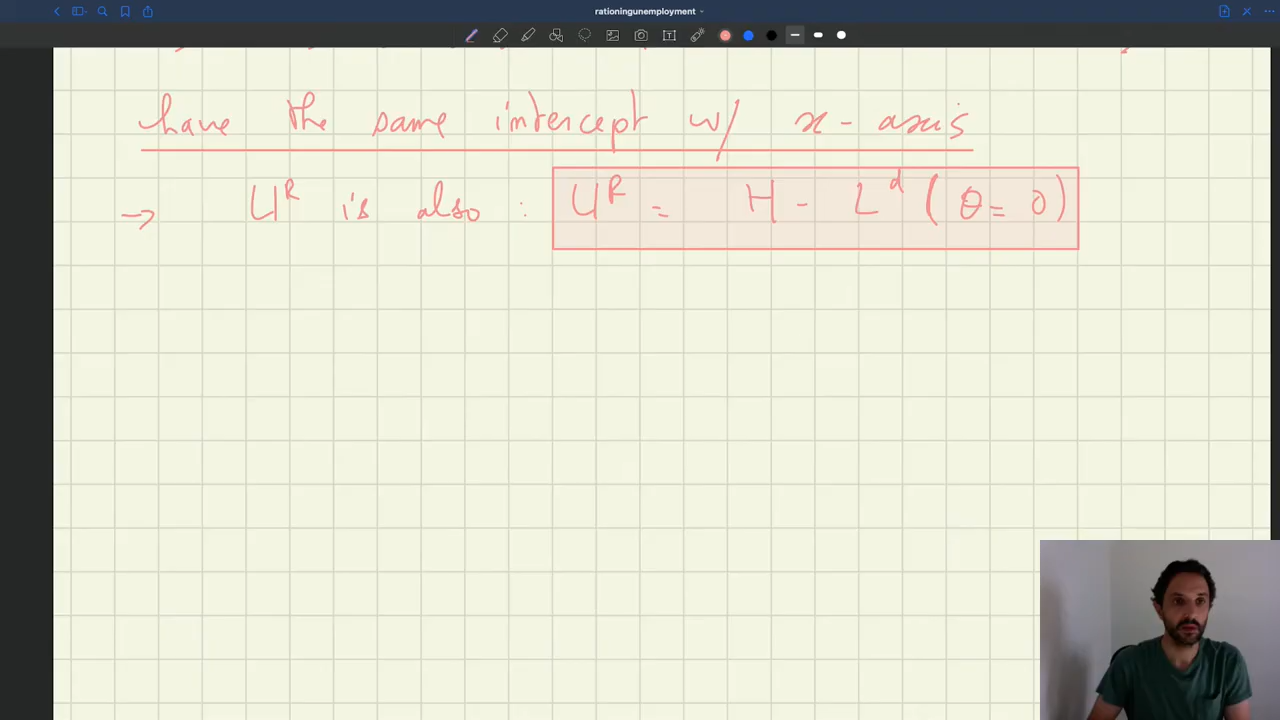 rationingunemployment
have the same intercept w/ x-axis
→ U^R is also : U^R = H - L^d (θ = 0)